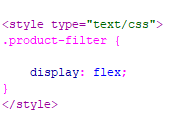 <style type="text/css">
.product-filter {
display: flex;
}
</style>